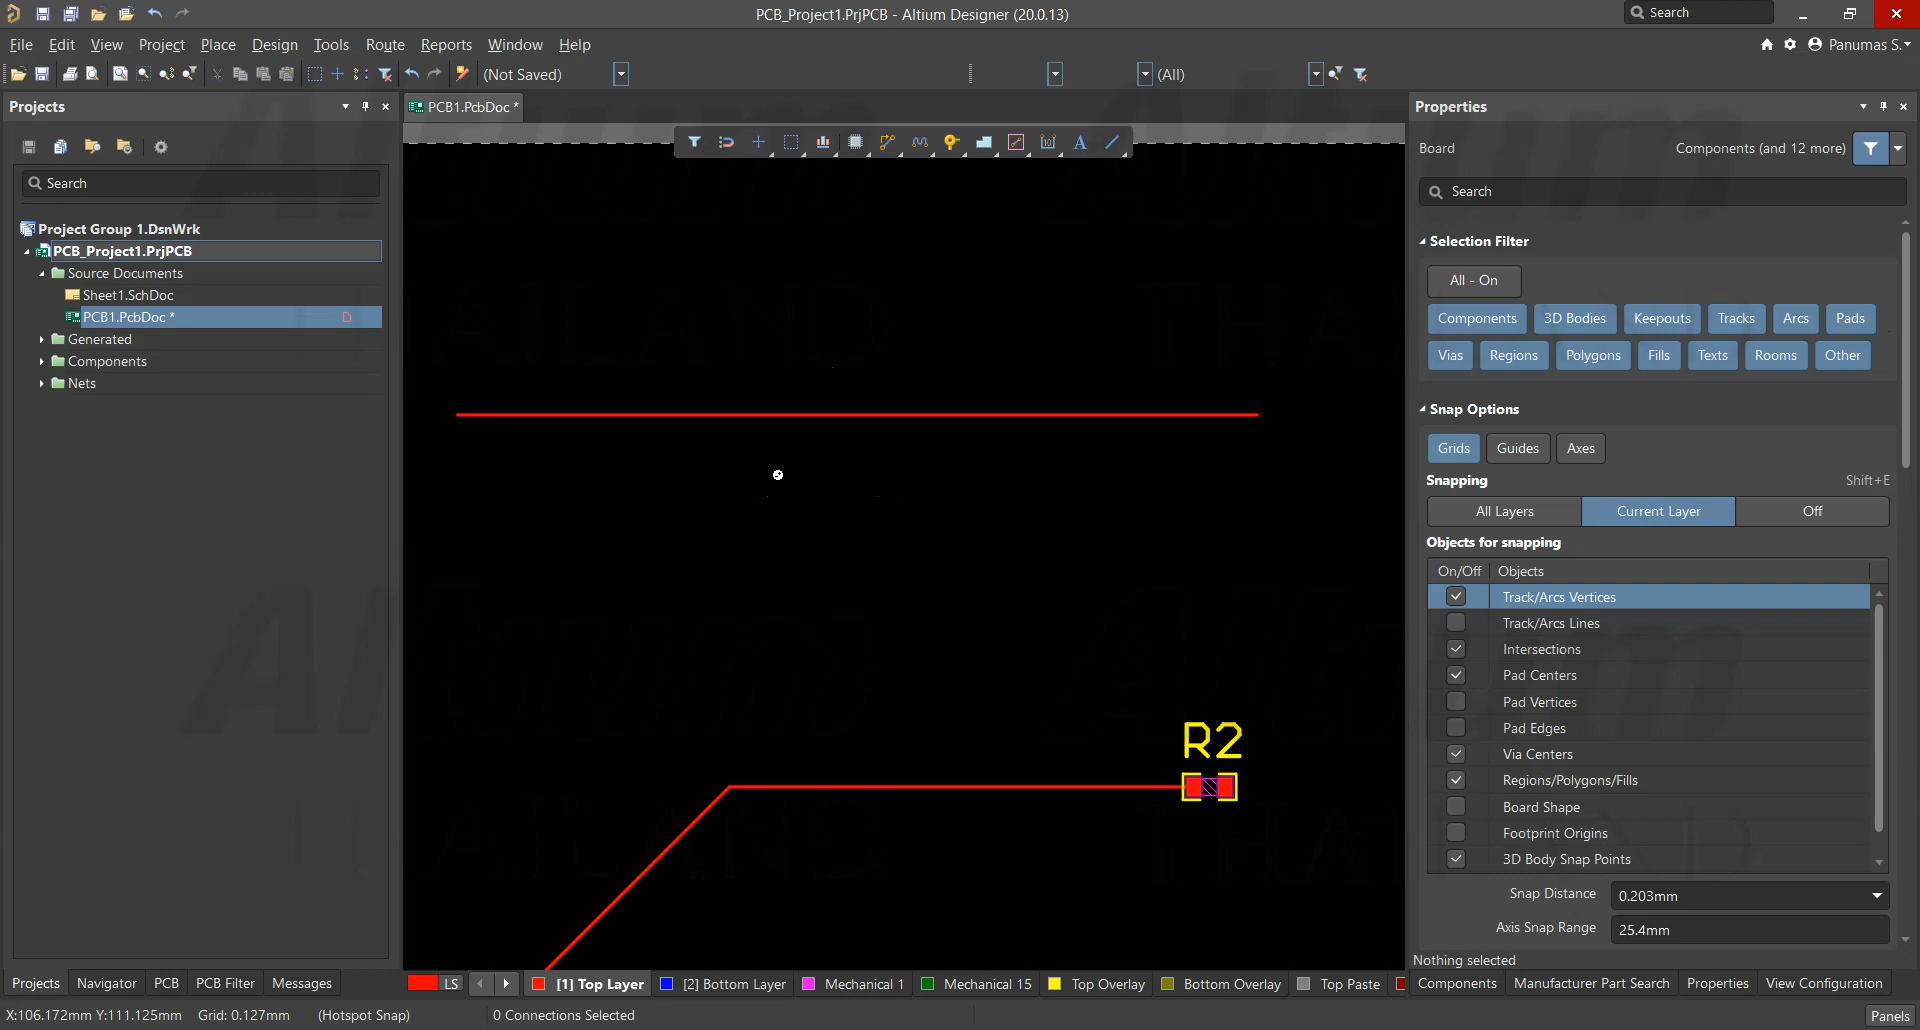 PCB_Project1.PrjPCB - Altium Designer (20.0.13)
Search
File Edit View Project Place Design Tools Route Reports Window Help
Panumas S.
(Not Saved)
(All)
Projects
PCB1.PcbDoc *
Properties
Board
Components (and 12 more)
Search
Search
Project Group 1.DsnWrk
PCB_Project1.PrjPCB
Source Documents
Sheet1.SchDoc
PCB1.PcbDoc *
Generated
Components
Nets
R2
Selection Filter
All - On
Components 3D Bodies Keepouts Tracks Arcs Pads
Vias Regions Polygons Fills Texts Rooms Other
Snap Options
Grids Guides Axes
Snapping Shift+E
All Layers Current Layer Off
Objects for snapping
On/Off Objects
Track/Arcs Vertices
Track/Arcs Lines
Intersections
Pad Centers
Pad Vertices
Pad Edges
Via Centers
Regions/Polygons/Fills
Board Shape
Footprint Origins
3D Body Snap Points
Snap Distance 0.203mm
Axis Snap Range 25.4mm
Nothing selected
Projects Navigator PCB PCB Filter Messages
LS [1] Top Layer [2] Bottom Layer Mechanical 1 Mechanical 15 Top Overlay Bottom Overlay Top Paste
Components Manufacturer Part Search Properties View Configuration
X:106.172mm Y:111.125mm Grid: 0.127mm (Hotspot Snap) 0 Connections Selected
Panels
Altium
THAILAND